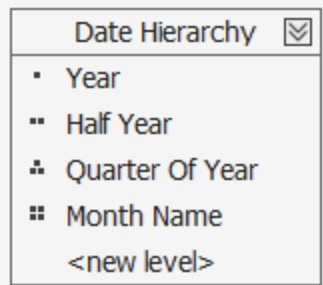 Date Hierarchy
Year
Half Year
Quarter Of Year
Month Name
<new level>